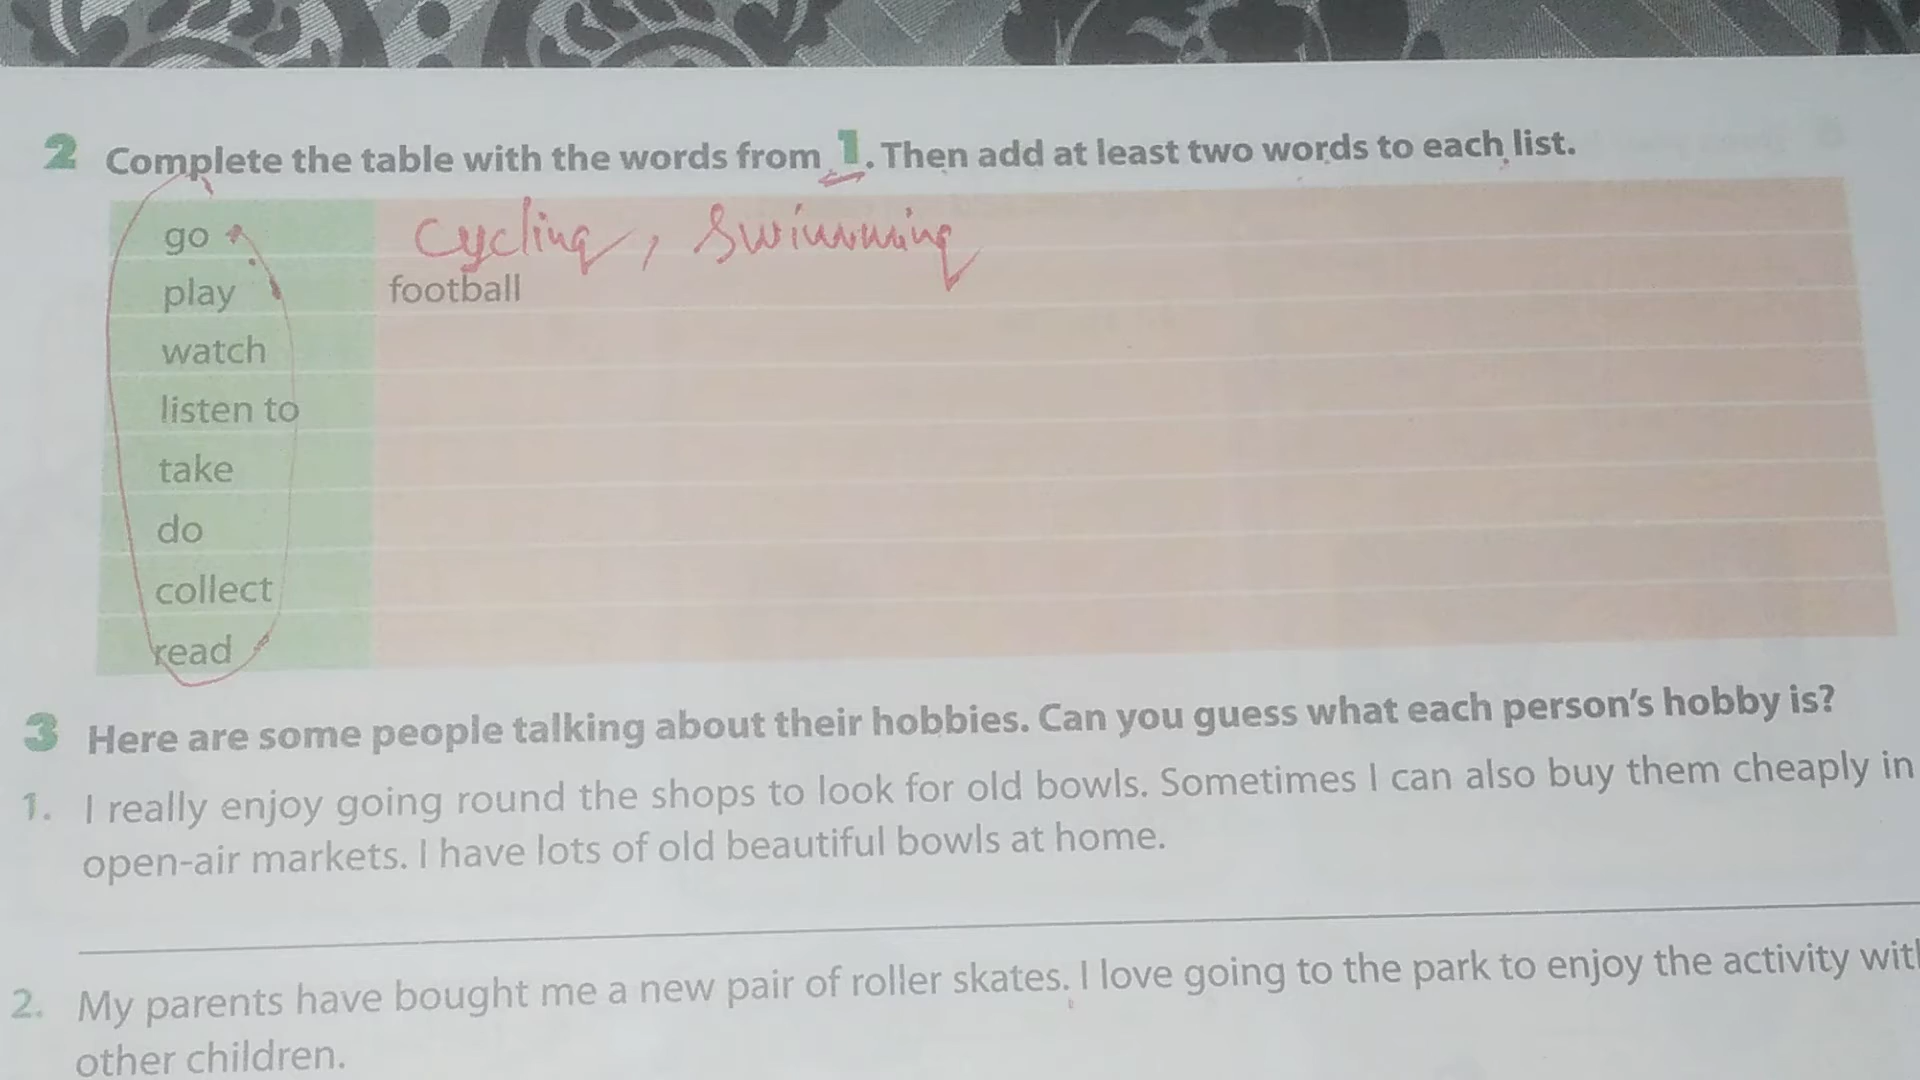 2 Complete the table with the words from 1. Then add at least two words to each list.
go cycling, swimming
play football
watch
listen to
take
do
collect
read
3 Here are some people talking about their hobbies. Can you guess what each person's hobby is?
1. I really enjoy going round the shops to look for old bowls. Sometimes I can also buy them cheaply in
open-air markets. I have lots of old beautiful bowls at home.
2. My parents have bought me a new pair of roller skates. I love going to the park to enjoy the activity with
other children.